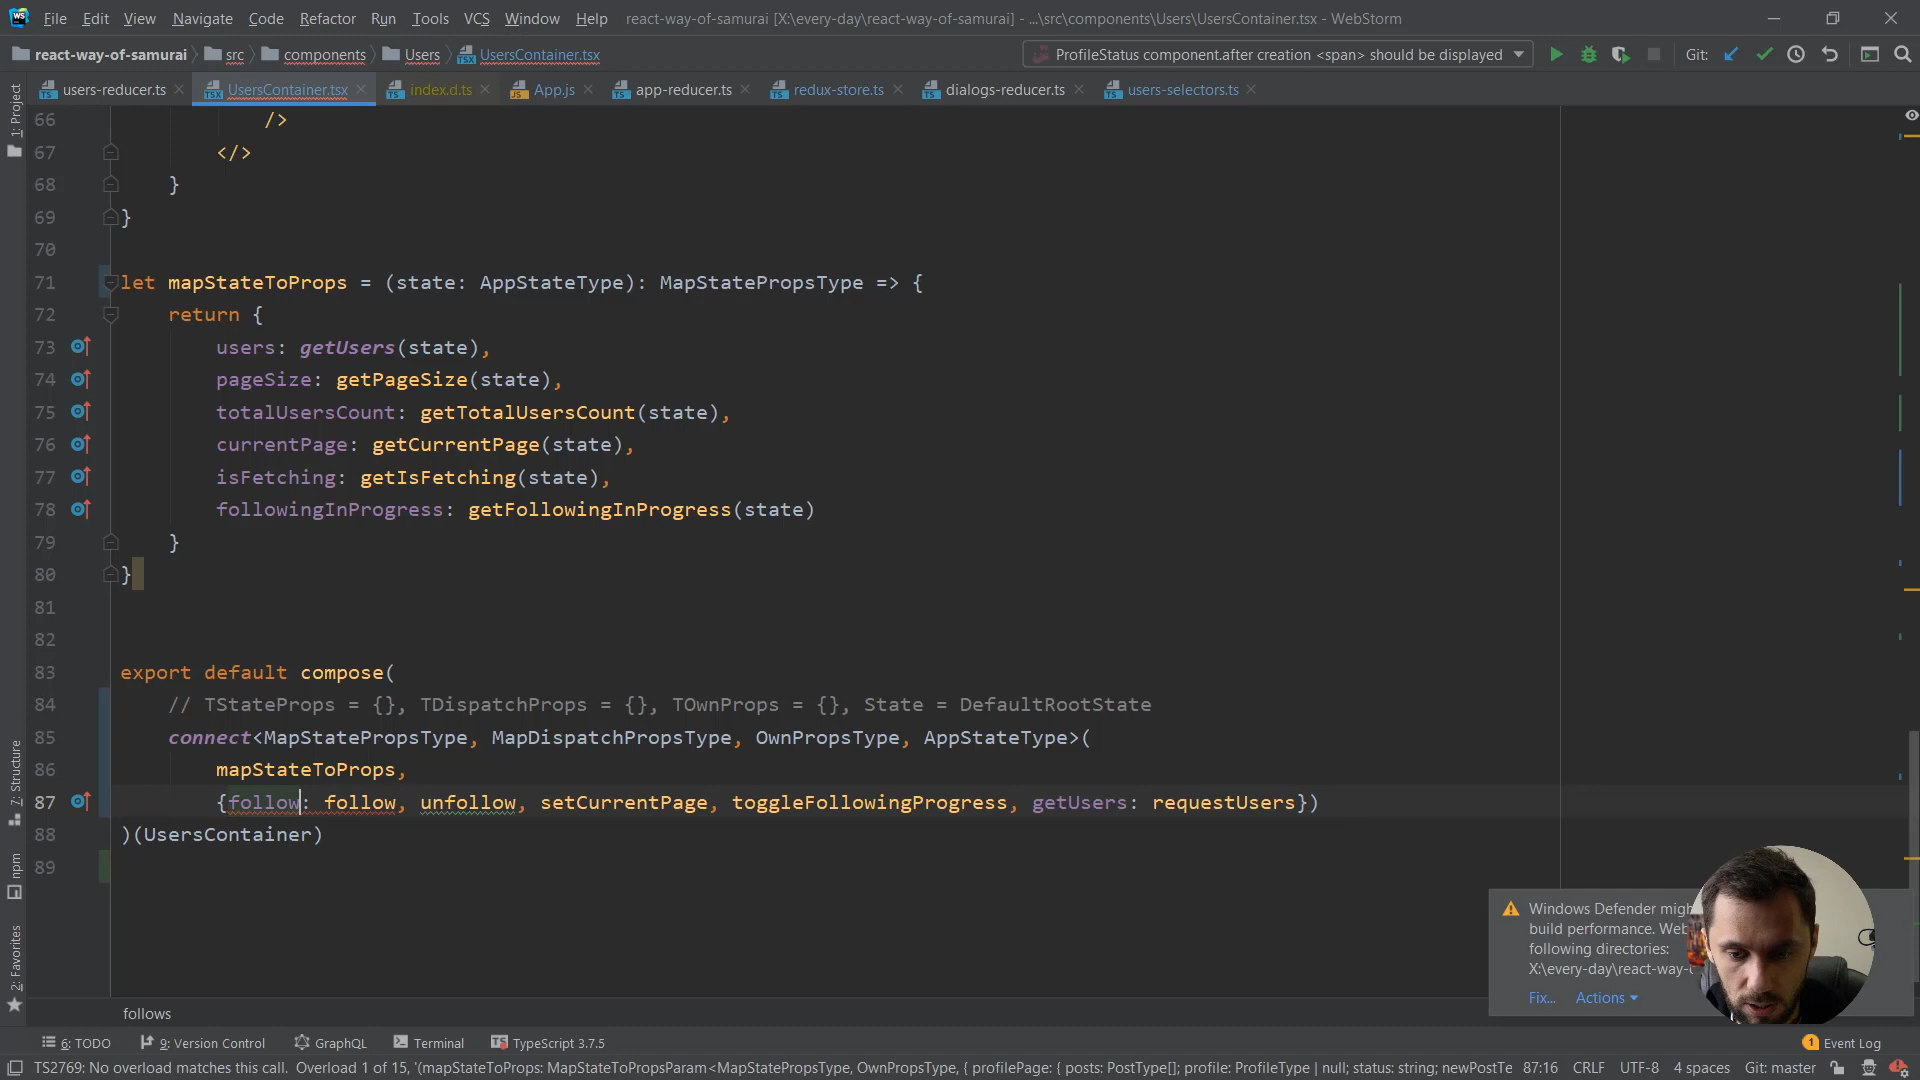 WS File Edit View Navigate Code Refactor Run Tools VCS Window Help react-way-of-samurai [X:\every-day\react-way-of-samurai] - ...\src\components\Users\UsersContainer.tsx - WebStorm
react-way-of-samurai src components Users UsersContainer.tsx ProfileStatus component.after creation <span> should be displayed Git:
users-reducer.ts UsersContainer.tsx index.d.ts App.js app-reducer.ts redux-store.ts dialogs-reducer.ts users-selectors.ts
1: Project
7: Structure
npm
2: Favorites
66 />
67 </>
68 }
69 }
70
71 let mapStateToProps = (state: AppStateType): MapStatePropsType => {
72 return {
73 users: getUsers(state),
74 pageSize: getPageSize(state),
75 totalUsersCount: getTotalUsersCount(state),
76 currentPage: getCurrentPage(state),
77 isFetching: getIsFetching(state),
78 followingInProgress: getFollowingInProgress(state)
79 }
80 }
81
82
83 export default compose(
84 // TStateProps = {}, TDispatchProps = {}, TOwnProps = {}, State = DefaultRootState
85 connect<MapStatePropsType, MapDispatchPropsType, OwnPropsType, AppStateType>(
86 mapStateToProps,
87 {follow: follow, unfollow, setCurrentPage, toggleFollowingProgress, getUsers: requestUsers})
88 )(UsersContainer)
89
Windows Defender
build performance.
following directories:
X:\every-day\react-way-
Fix... Actions
follows
6: TODO 9: Version Control GraphQL Terminal TypeScript 3.7.5 1 Event Log
TS2769: No overload matches this call. Overload 1 of 15, '(mapStateToProps: MapStateToPropsParam<MapStatePropsType, OwnPropsType, { profilePage: { posts: PostType[]; profile: ProfileType | null; status: string; newPostTe 87:16 CRLF UTF-8 4 spaces Git: master